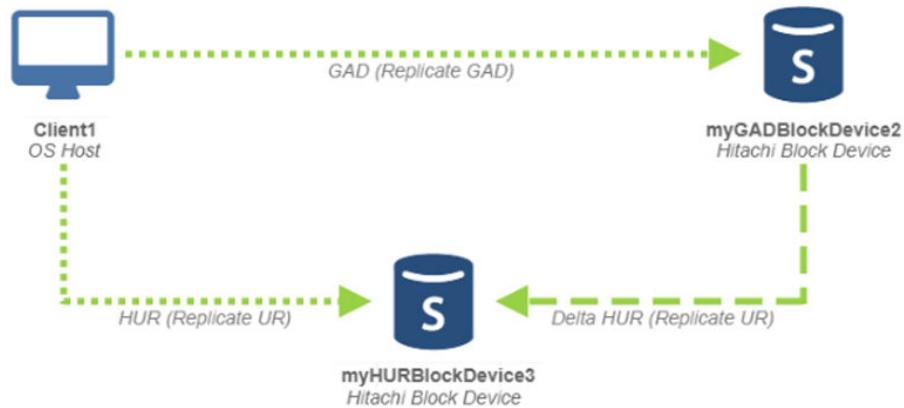 GAD (Replicate GAD)
S
Client1
OS Host
myGADBlockDevice2
Hitachi Block Device
S
HUR (Replicate UR)
Delta HUR (Replicate UR)
myHURBlockDevice3
Hitachi Block Device